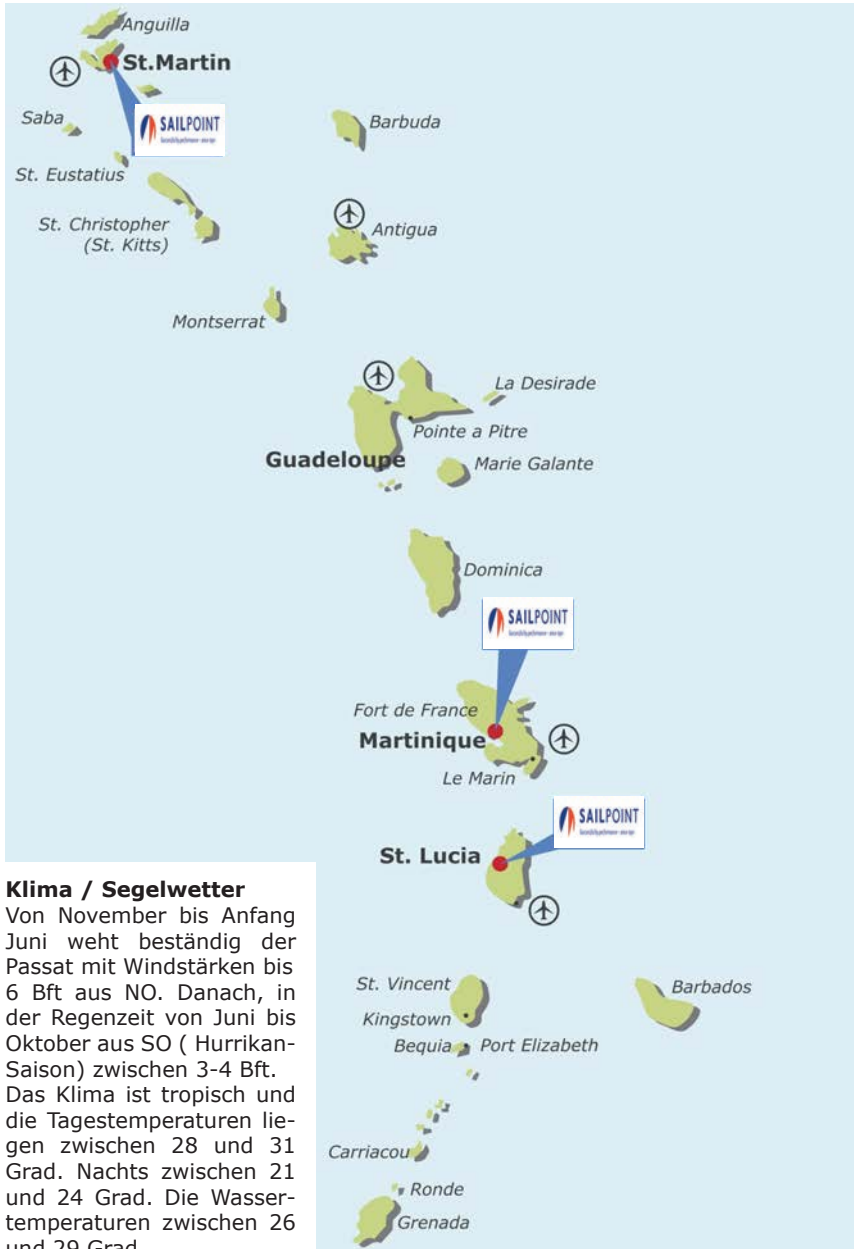 Anguilla
St.Martin
SAILPOINT
Saba
Barbuda
St. Eustatius
St. Christopher
(St. Kitts)
Antigua
Montserrat
La Desirade
Pointe a Pitre
Guadeloupe
Marie Galante
Dominica
SAILPOINT
Fort de France
Martinique
Le Marin
SAILPOINT
St. Lucia
Klima / Segelwetter
Von November bis Anfang
Juni weht beständig der
Passat mit Windstärken bis
6 Bft aus NO. Danach, in
der Regenzeit von Juni bis
Oktober aus SO ( Hurrikan-
Saison) zwischen 3-4 Bft.
Das Klima ist tropisch und
die Tagestemperaturen lie-
gen zwischen 28 und 31
Grad. Nachts zwischen 21
und 24 Grad. Die Wasser-
temperaturen zwischen 26
und 29 Grad
St. Vincent
Kingstown
Barbados
Bequia
Port Elizabeth
Carriacou
Ronde
Grenada